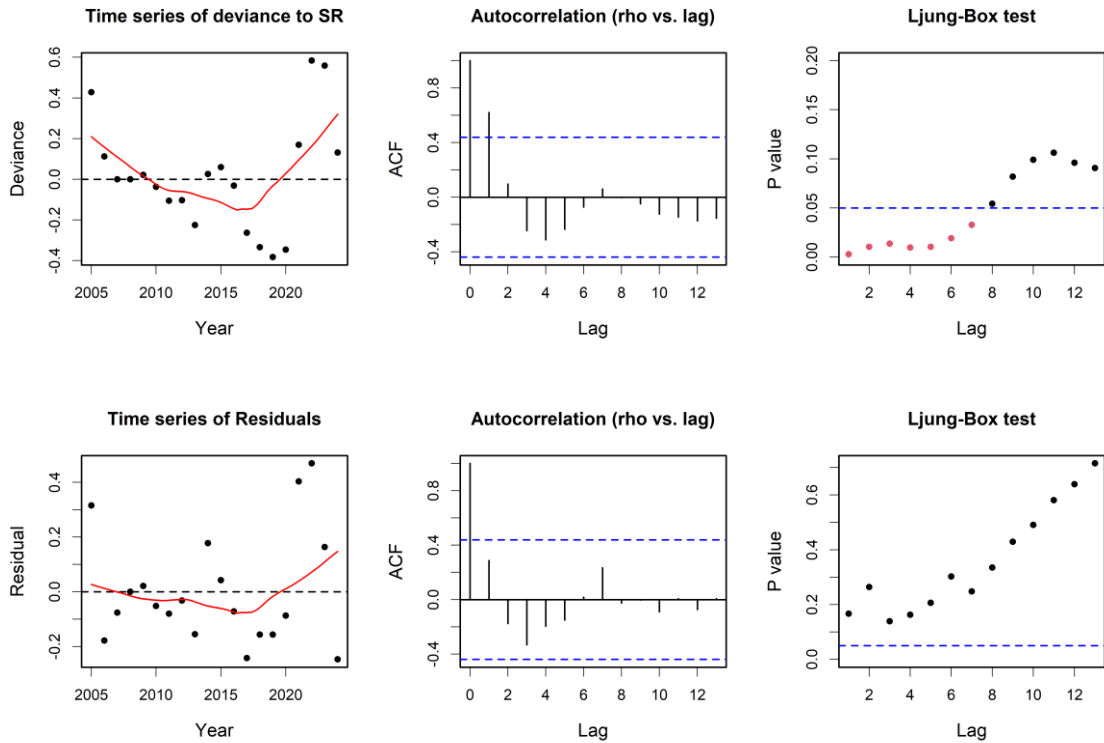 Time series of deviance to SR
Deviance
0.6
0.4
0.2
0.0
-0.2
-0.4
2005 2010 2015 2020
Year
Autocorrelation (rho vs. lag)
ACF
0.8
0.4
0.0
-0.4
0 2 4 6 8 10 12
Lag
Ljung-Box test
P value
0.20
0.15
0.10
0.05
0.00
2 4 6 8 10 12
Lag
Time series of Residuals
Residual
0.4
0.2
0.0
-0.2
2005 2010 2015 2020
Year
Autocorrelation (rho vs. lag)
ACF
0.8
0.4
0.0
-0.4
0 2 4 6 8 10 12
Lag
Ljung-Box test
P value
0.6
0.4
0.2
0.0
2 4 6 8 10 12
Lag